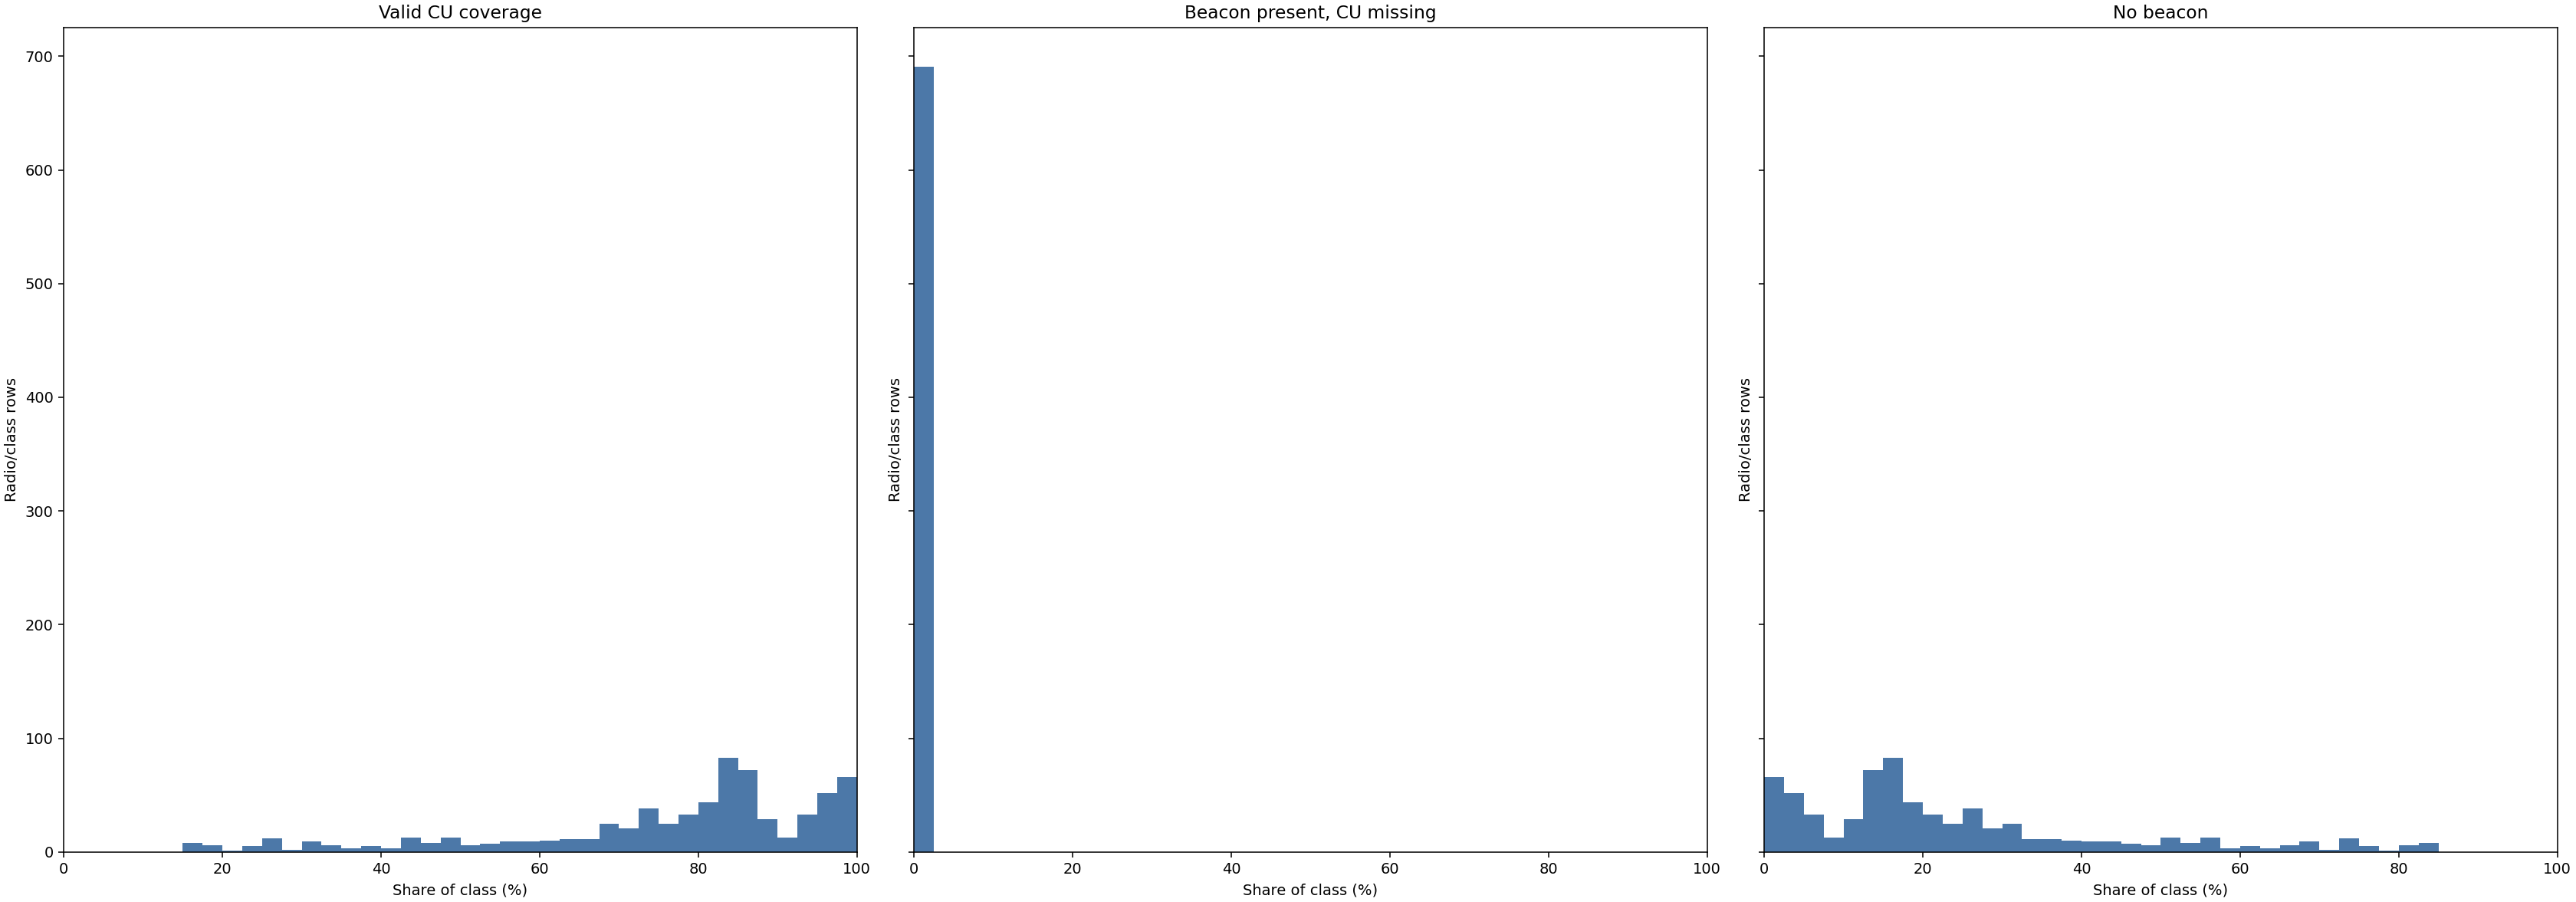 Valid CU coverage
Beacon present, CU missing
No beacon
700
600
500
400
300
200
100
0
Radio/class rows
Radio/class rows
Radio/class rows
0 20 40 60 80 100
0 20 40 60 80 100
0 20 40 60 80 100
Share of class (%)
Share of class (%)
Share of class (%)